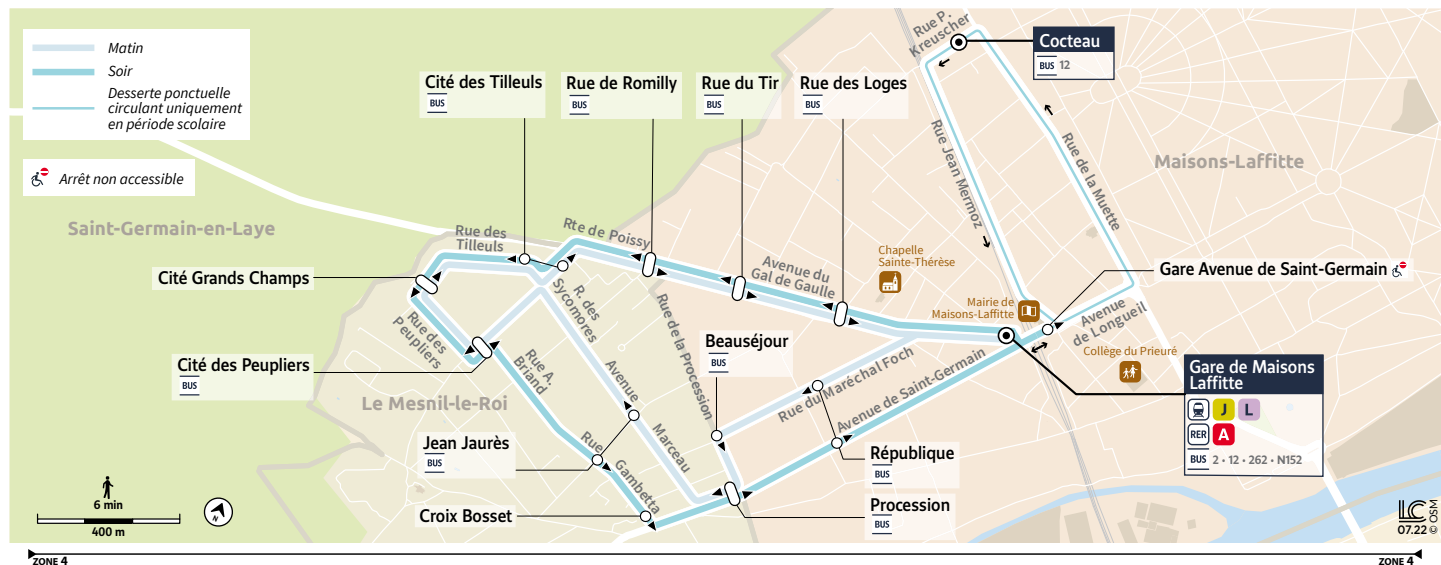 Matin
Soir
Desserte ponctuelle
circulant uniquement
en période scolaire
Arrêt non accessible
Cité des Tilleuls
BUS
Rue de Romilly
BUS
Rue du Tir
BUS
Rue des Loges
BUS
Rue P.
Kreuscher
Cocteau
BUS 12
Maisons-Laffitte
Rue Jean Mermoz
Rue de la Muette
Saint-Germain-en-Laye
Rue des
Tilleuls
Rte de Poissy
Avenue du
Gal de Gaulle
Chapelle
Sainte-Thérèse
Cité Grands Champs
Gare Avenue de Saint-Germain
Mairie de
Maisons-Laffitte
Avenue
de Longueil
R. des
Sycomores
Rue de la Procession
Rue des
Peupliers
Rue A.
Briand
Beauséjour
BUS
Collège du Prieuré
Cité des Peupliers
BUS
Gare de Maisons
Laffitte
J L
RER A
BUS 2 • 12 • 262 • N152
Rue du Maréchal Foch
Avenue de Saint-Germain
Le Mesnil-le-Roi
Avenue
Marceau
Jean Jaurès
BUS
Rue
Gambetta
République
BUS
Croix Bosset
Procession
BUS
6 min
400 m
N
LC
07.22 © OSM
ZONE 4
ZONE 4